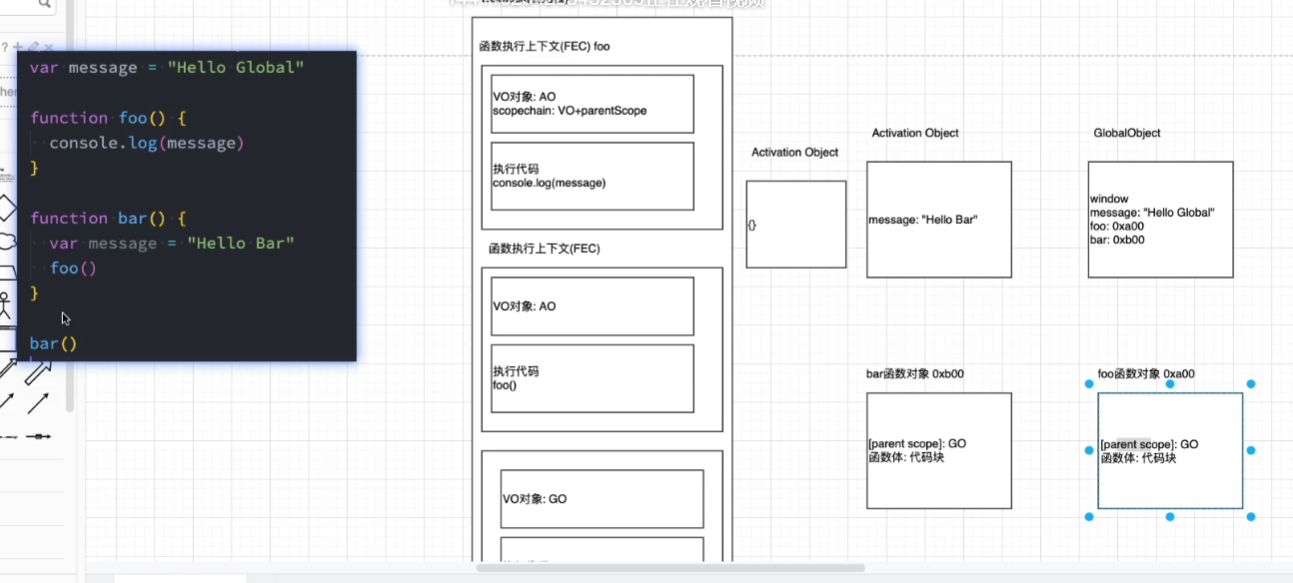 var message = "Hello Global"
function foo() {
console.log(message)
}
function bar() {
var message = "Hello Bar"
foo()
}
bar()
函数执行上下文(FEC) foo
VO对象: AO
scopechain: VO+parentScope
执行代码
console.log(message)
函数执行上下文(FEC)
VO对象: AO
执行代码
foo()
VO对象: GO
Activation Object
{}
Activation Object
message: "Hello Bar"
GlobalObject
window
message: "Hello Global"
foo: 0xa00
bar: 0xb00
bar函数对象 0xb00
[parent scope]: GO
函数体: 代码块
foo函数对象 0xa00
[parent scope]: GO
函数体: 代码块